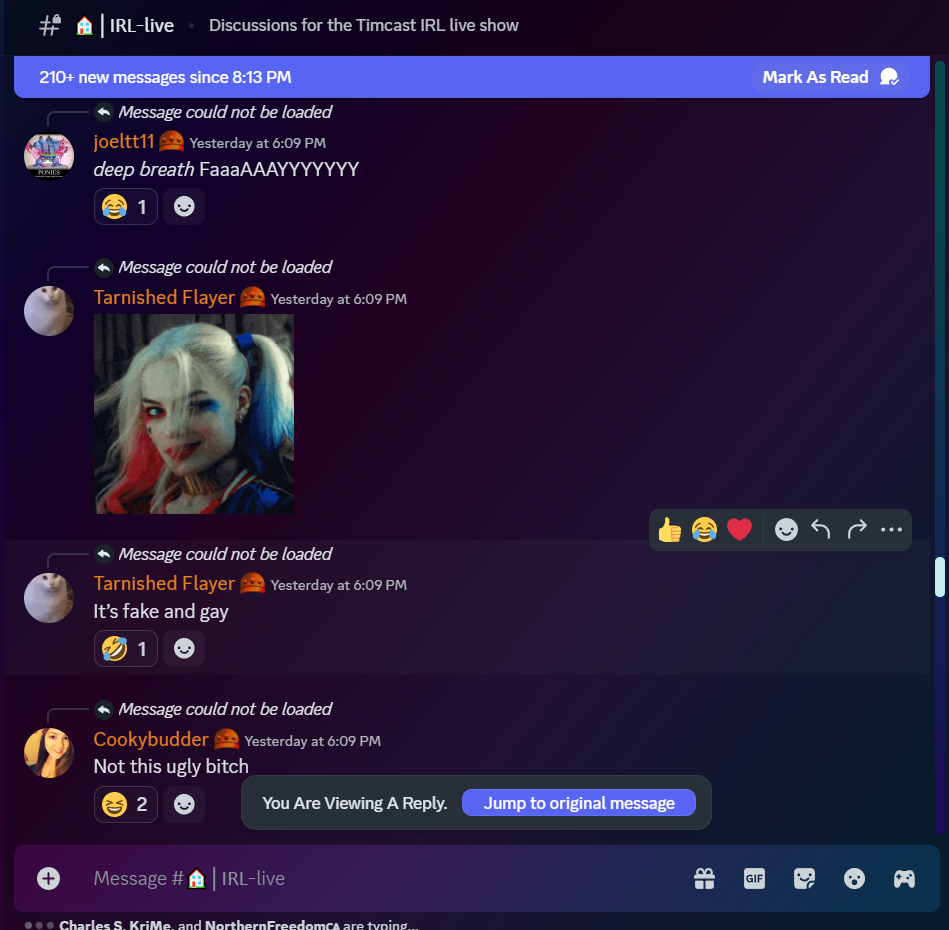 IRL-live Discussions for the Timcast IRL live show
210+ new messages since 8:13 PM Mark As Read
Message could not be loaded
joeltt11 Yesterday at 6:09 PM
PONIES
deep breath FaaaAAAYYYYYYY
1
Message could not be loaded
Tarnished Flayer Yesterday at 6:09 PM
Message could not be loaded
Tarnished Flayer Yesterday at 6:09 PM
It’s fake and gay
1
Message could not be loaded
Cookybudder Yesterday at 6:09 PM
Not this ugly bitch
2
You Are Viewing A Reply. Jump to original message
Message # | IRL-live
GIF
Charles S, KriMe, and NorthernFreedomCA are typing...